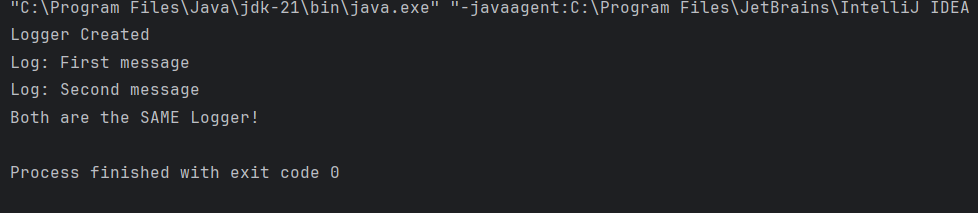 "C:\Program Files\Java\jdk-21\bin\java.exe" "-javaagent:C:\Program Files\JetBrains\IntelliJ IDEA
Logger Created
Log: First message
Log: Second message
Both are the SAME Logger!
Process finished with exit code 0